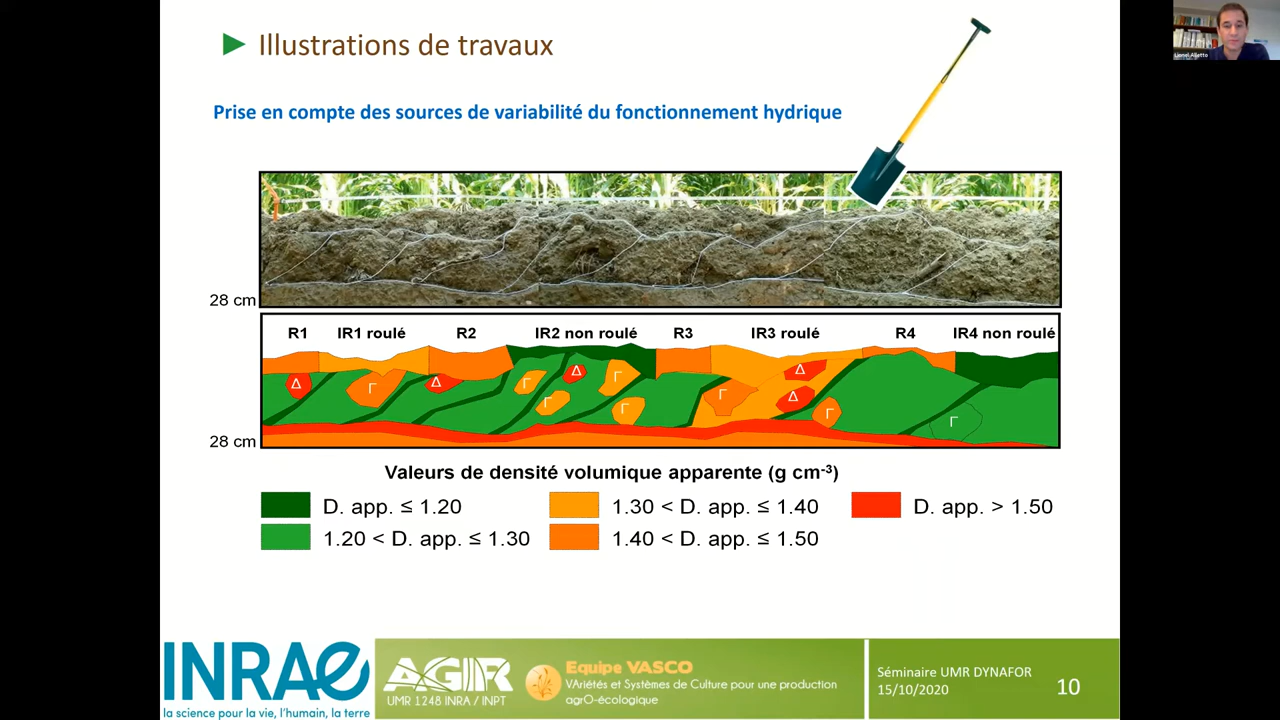 Illustrations de travaux
Lionel Alletto
Prise en compte des sources de variabilité du fonctionnement hydrique
28 cm
R1 IR1 roulé R2 IR2 non roulé R3 IR3 roulé R4 IR4 non roulé
Δ Γ Δ Γ Γ Δ Γ Γ Γ Δ Δ Γ Γ
28 cm
Valeurs de densité volumique apparente (g cm-3)
D. app. ≤ 1.20 1.30 < D. app. ≤ 1.40 D. app. > 1.50
1.20 < D. app. ≤ 1.30 1.40 < D. app. ≤ 1.50
INRAE
la science pour la vie, l'humain, la terre
AGIR
UMR 1248 INRA / INPT
Equipe VASCO
VAriétés et Systèmes de Culture pour une production
agrO-écologique
Séminaire UMR DYNAFOR
15/10/2020
10